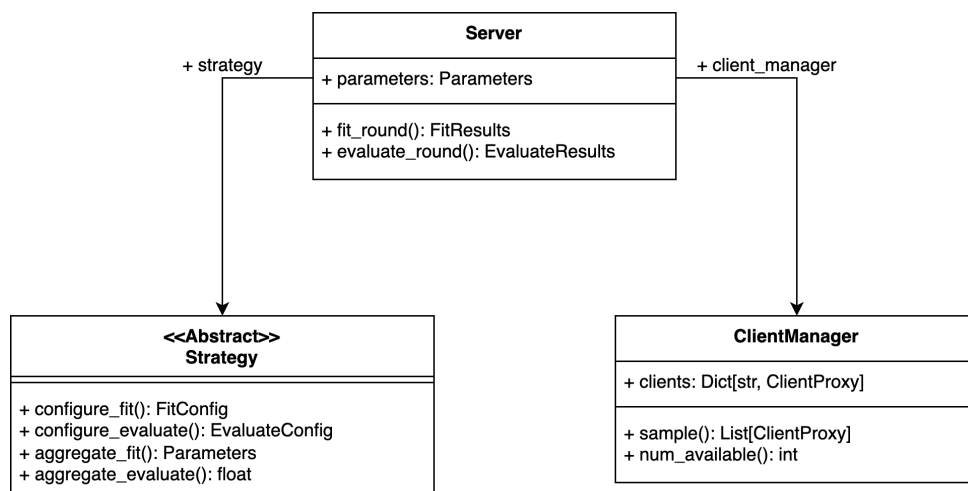 Server
+ strategy
+ client_manager
+ parameters: Parameters
+ fit_round(): FitResults
+ evaluate_round(): EvaluateResults
<<Abstract>>
Strategy
+ configure_fit(): FitConfig
+ configure_evaluate(): EvaluateConfig
+ aggregate_fit(): Parameters
+ aggregate_evaluate(): float
ClientManager
+ clients: Dict[str, ClientProxy]
+ sample(): List[ClientProxy]
+ num_available(): int